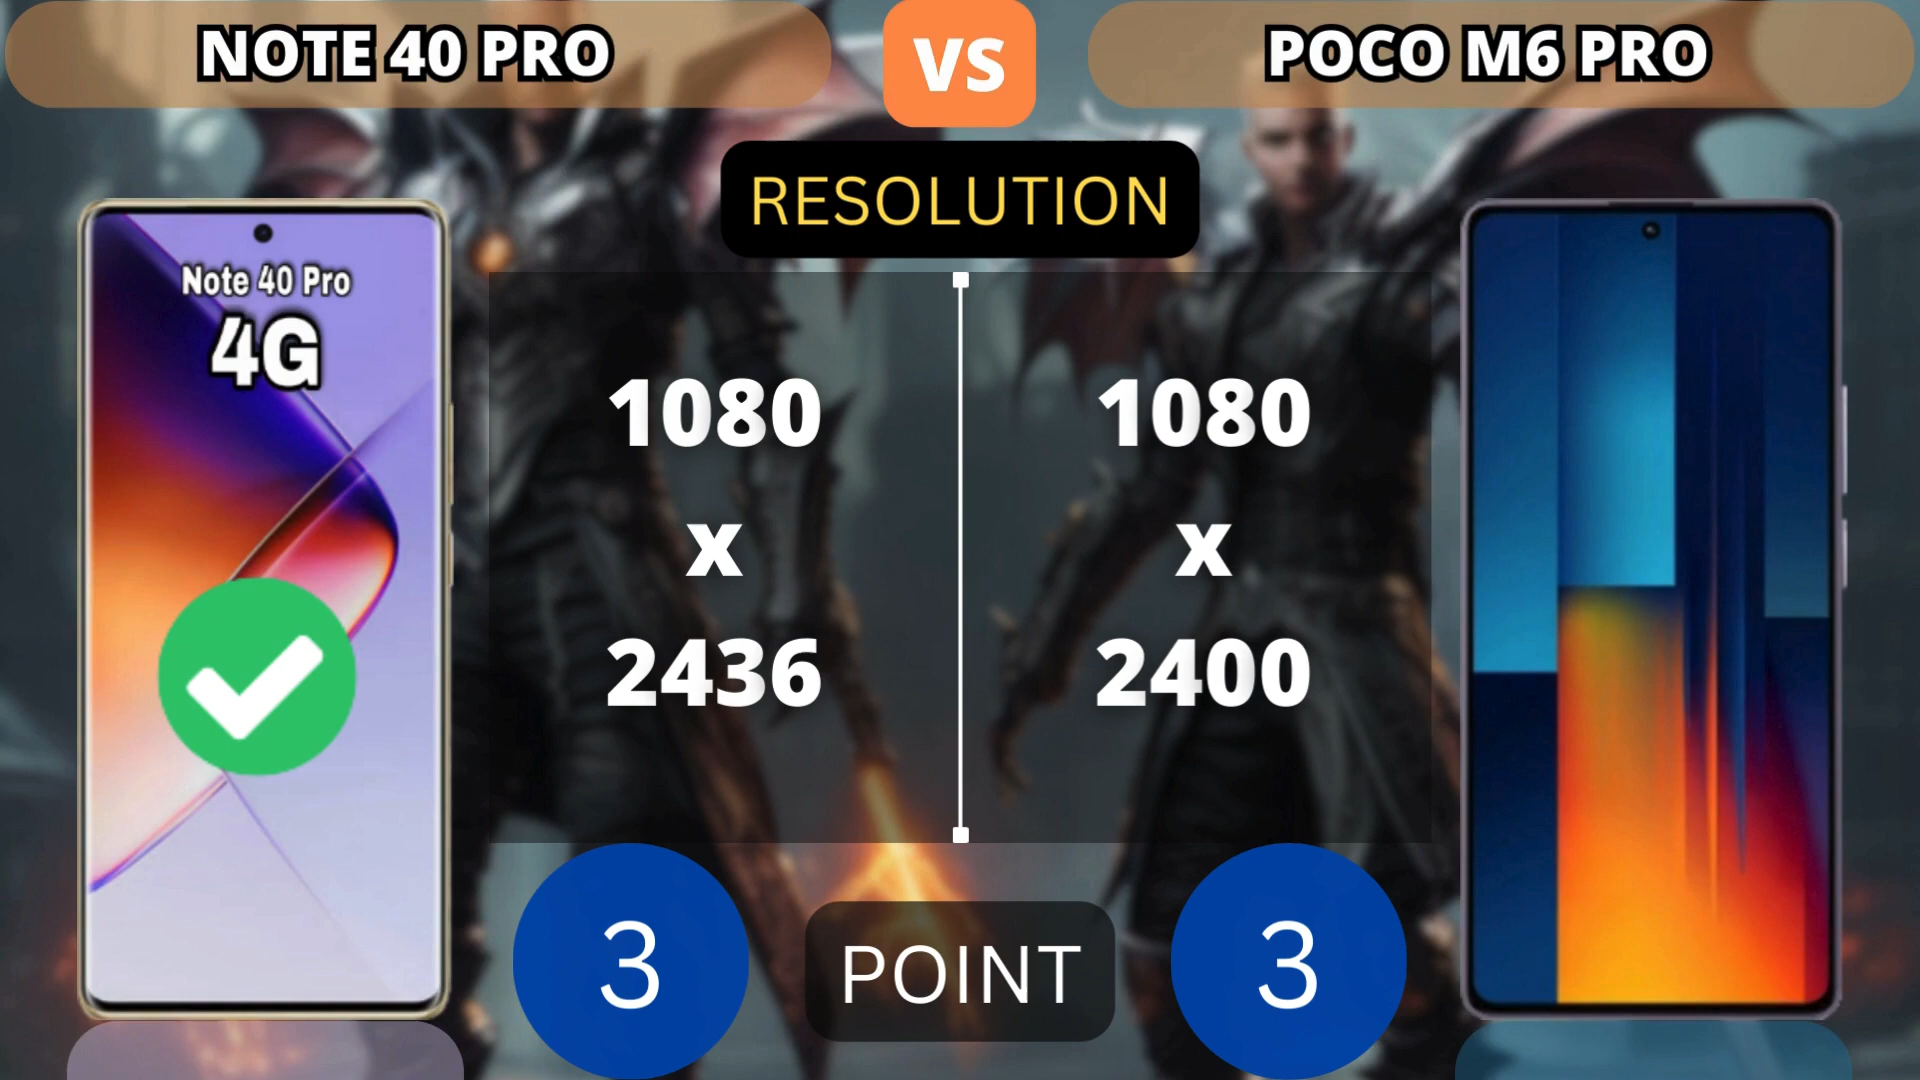 NOTE 40 PRO
VS
POCO M6 PRO
RESOLUTION
Note 40 Pro
4G
1080
x
2436
1080
x
2400
3
POINT
3